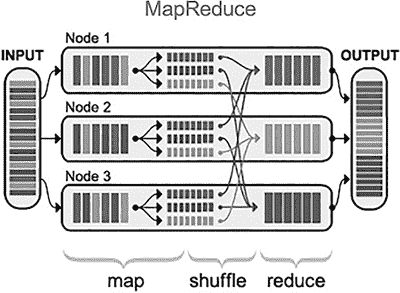 MapReduce
INPUT
Node 1
OUTPUT
Node 2
Node 3
map
shuffle
reduce